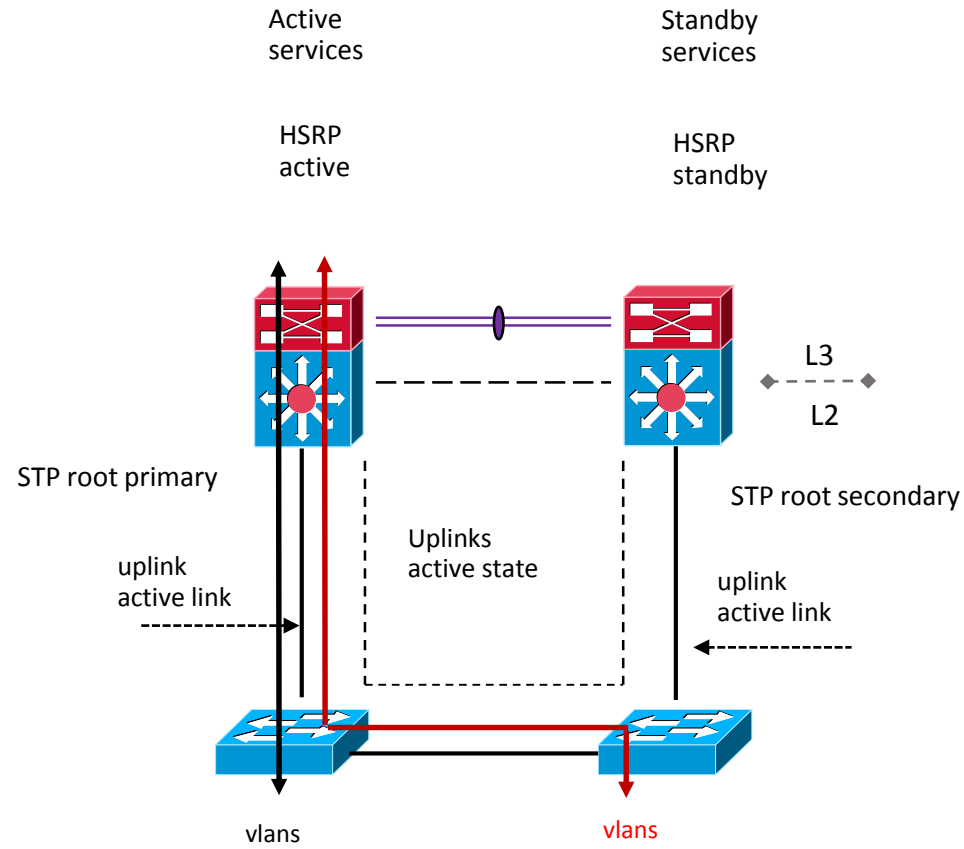 Active
services
Standby
services
HSRP
active
HSRP
standby
L3
L2
STP root primary
STP root secondary
Uplinks
active state
uplink
active link
uplink
active link
vlans
vlans